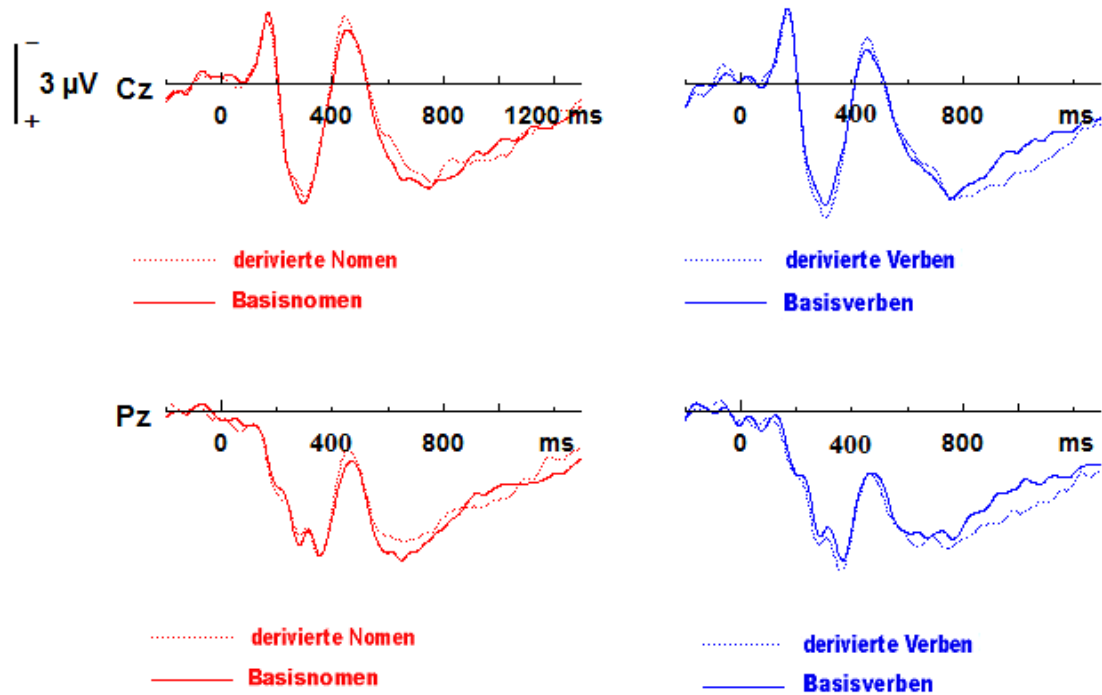 −
3 µV
+
Cz
0 400 800 1200 ms
0 400 800
derivierte Nomen
Basisnomen
derivierte Verben
Basisverben
Pz
0 400 800 ms
0 400 800 ms
derivierte Nomen
Basisnomen
derivierte Verben
Basisverben